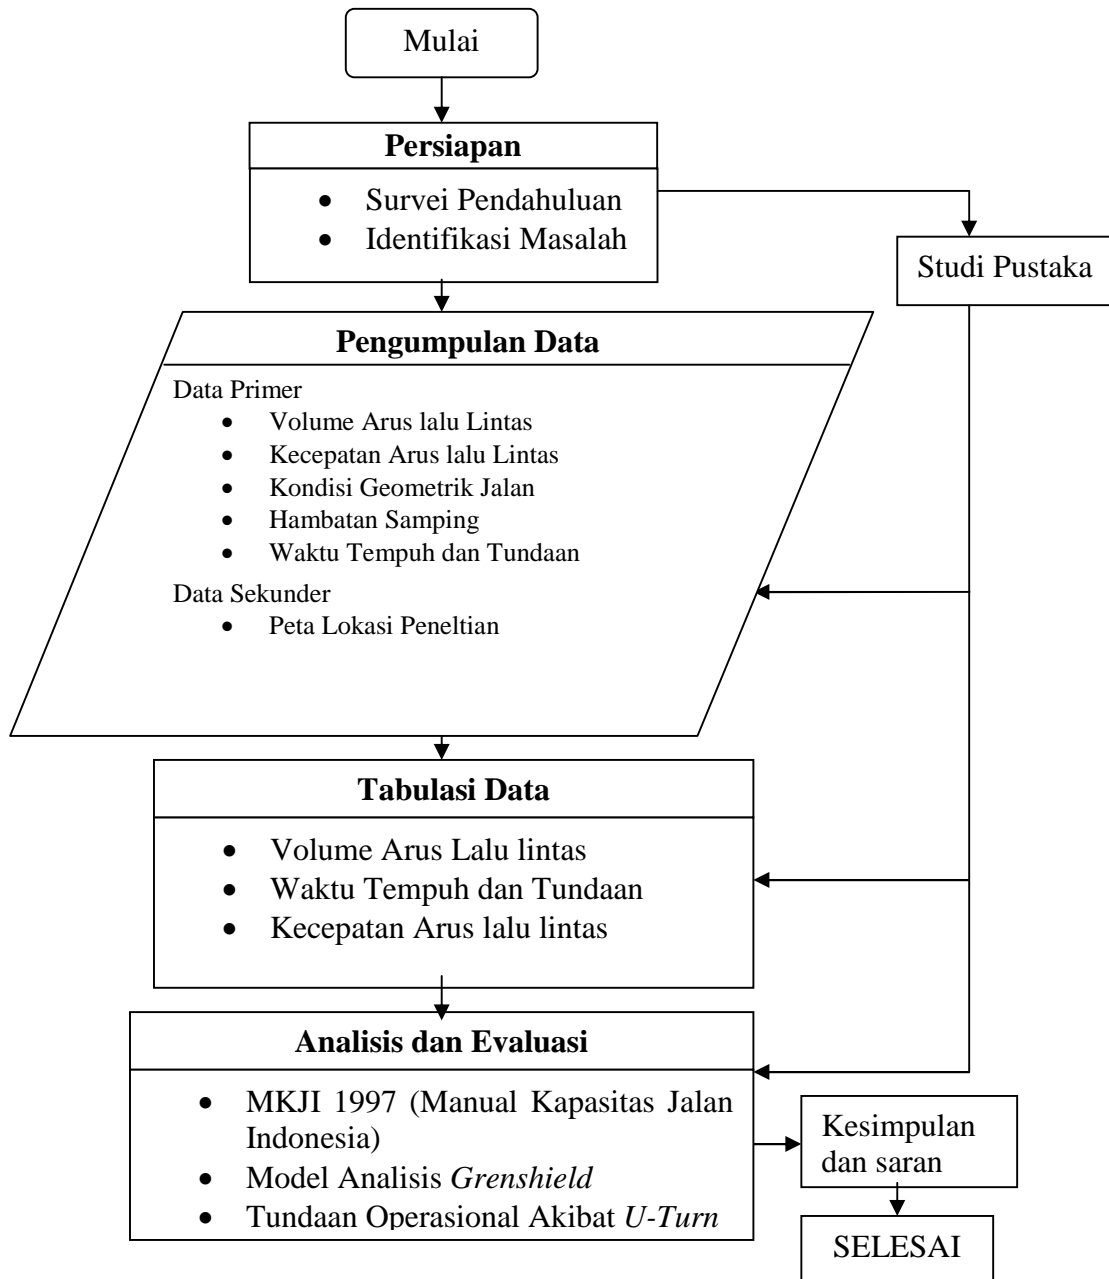 Mulai
Persiapan
• Survei Pendahuluan
• Identifikasi Masalah
Studi Pustaka
Pengumpulan Data
Data Primer
• Volume Arus lalu Lintas
• Kecepatan Arus lalu Lintas
• Kondisi Geometrik Jalan
• Hambatan Samping
• Waktu Tempuh dan Tundaan
Data Sekunder
• Peta Lokasi Peneltian
Tabulasi Data
• Volume Arus Lalu lintas
• Waktu Tempuh dan Tundaan
• Kecepatan Arus lalu lintas
Analisis dan Evaluasi
• MKJI 1997 (Manual Kapasitas Jalan
Indonesia)
• Model Analisis Grenshield
• Tundaan Operasional Akibat U-Turn
Kesimpulan
dan saran
SELESAI